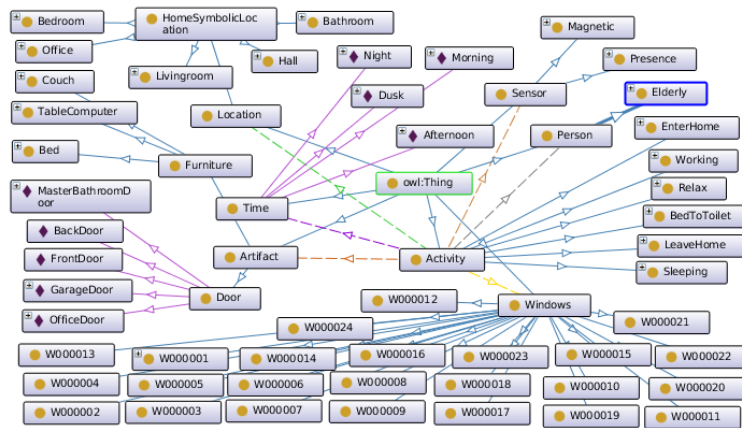 Bedroom
HomeSymbolicLoc
ation
Bathroom
Magnetic
Office
Hall
Night
Morning
Presence
Couch
Livingroom
Dusk
Sensor
Elderly
TableComputer
Location
Afternoon
Person
EnterHome
Bed
Furniture
Working
MasterBathroomD
oor
owl:Thing
Relax
Time
BedToToilet
BackDoor
FrontDoor
Artifact
Activity
LeaveHome
Sleeping
GarageDoor
Door
W000012
Windows
OfficeDoor
W000024
W000021
W000013
W000001
W000014
W000016
W000023
W000015
W000022
W000004
W000005
W000006
W000008
W000018
W000010
W000020
W000002
W000003
W000007
W000009
W000017
W000019
W000011